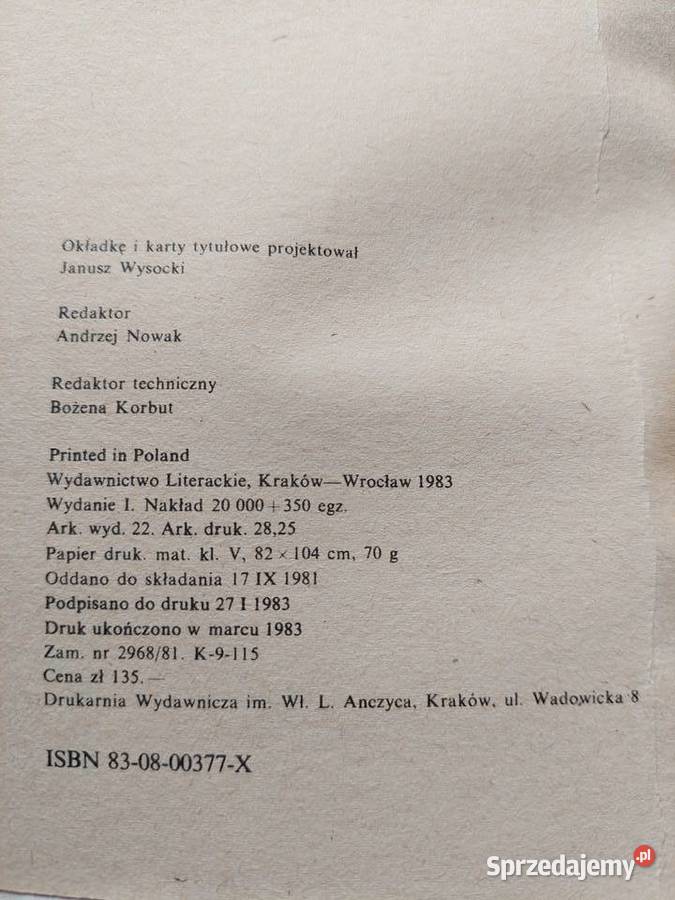 Okładkę i karty tytułowe projektował
Janusz Wysocki
Redaktor
Andrzej Nowak
Redaktor techniczny
Bożena Korbut
Printed in Poland
Wydawnictwo Literackie, Kraków—Wrocław 1983
Wydanie I. Nakład 20 000 + 350 egz.
Ark. wyd. 22. Ark. druk. 28,25
Papier druk. mat. kl. V, 82 × 104 cm, 70 g
Oddano do składania 17 IX 1981
Podpisano do druku 27 I 1983
Druk ukończono w marcu 1983
Zam. nr 2968/81. K-9-115
Cena zł 135.—
Drukarnia Wydawnicza im. Wł. L. Anczyca, Kraków, ul. Wadowicka 8
ISBN 83-08-00377-X
Sprzedajemy.pl